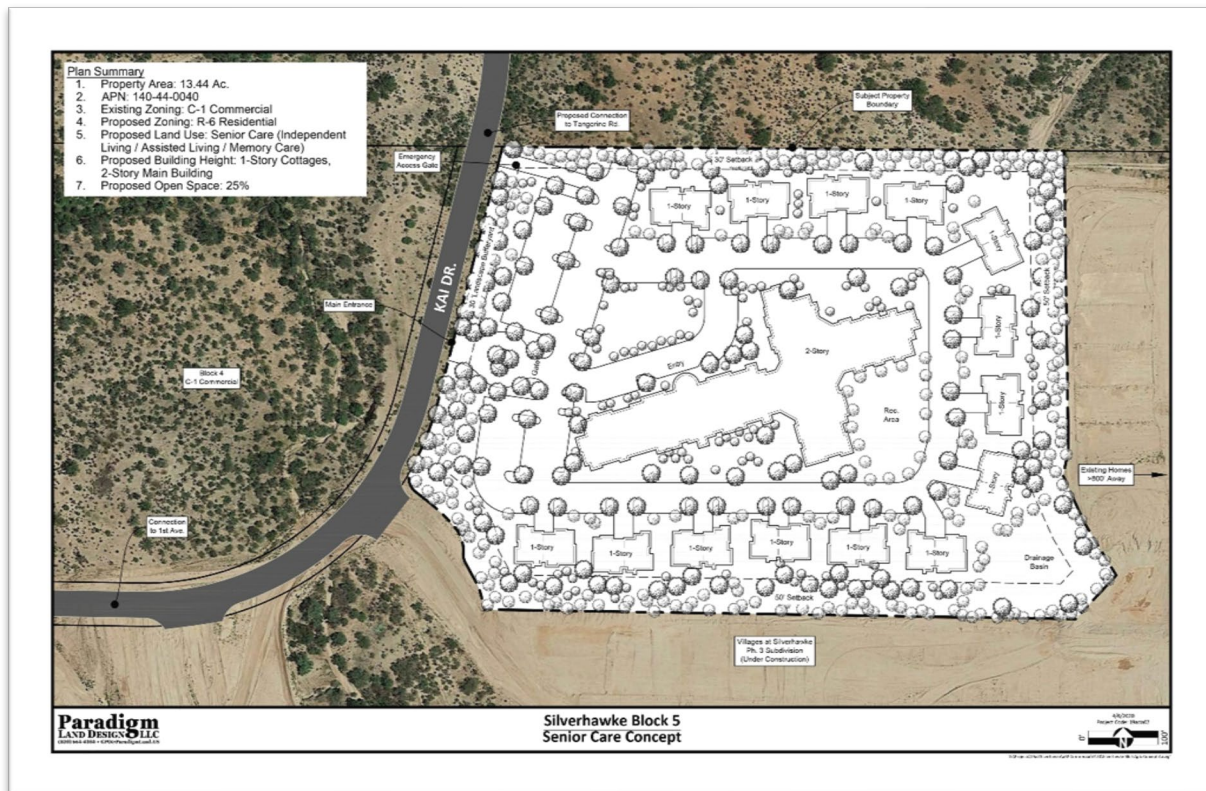 Plan Summary
1. Property Area: 13.44 Ac.
2. APN: 140-44-0040
3. Existing Zoning: C-1 Commercial
4. Proposed Zoning: R-6 Residential
5. Proposed Land Use: Senior Care (Independent
Living / Assisted Living / Memory Care)
6. Proposed Building Height: 1-Story Cottages,
2-Story Main Building
7. Proposed Open Space: 25%
Subject Property
Boundary
Proposed Connection
to Tangerine Rd.
Emergency
Access Gate
30' Setback
1-Story
1-Story
1-Story
1-Story
1-Story
30' Landscape Bufferyard
50' Setback
KAI DR.
Main Entrance
1-Story
Gate
Entry
2-Story
Block 4
C-1 Commercial
Rec.
Area
1-Story
Existing Homes
>800' Away
1-Story
Connection
to 1st Ave.
1-Story
1-Story
1-Story
1-Story
1-Story
1-Story
Drainage
Basin
50' Setback
Villages at Silverhawke
Ph. 3 Subdivision
(Under Construction)
Paradigm
LAND DESIGN LLC
Silverhawke Block 5
Senior Care Concept
Project Code:
0'
N
100'